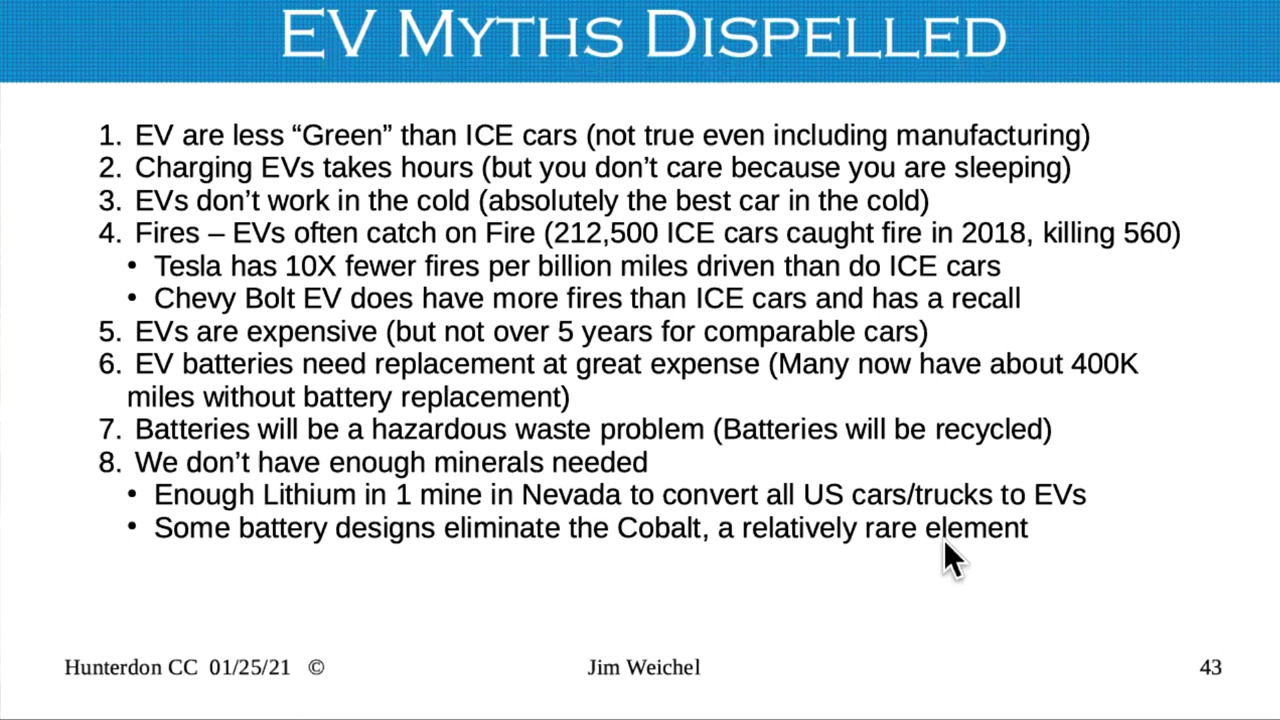 EV MYTHS DISPELLED
1. EV are less “Green” than ICE cars (not true even including manufacturing)
2. Charging EVs takes hours (but you don’t care because you are sleeping)
3. EVs don’t work in the cold (absolutely the best car in the cold)
4. Fires – EVs often catch on Fire (212,500 ICE cars caught fire in 2018, killing 560)
• Tesla has 10X fewer fires per billion miles driven than do ICE cars
• Chevy Bolt EV does have more fires than ICE cars and has a recall
5. EVs are expensive (but not over 5 years for comparable cars)
6. EV batteries need replacement at great expense (Many now have about 400K
miles without battery replacement)
7. Batteries will be a hazardous waste problem (Batteries will be recycled)
8. We don’t have enough minerals needed
• Enough Lithium in 1 mine in Nevada to convert all US cars/trucks to EVs
• Some battery designs eliminate the Cobalt, a relatively rare element
Hunterdon CC 01/25/21 ©
Jim Weichel
43